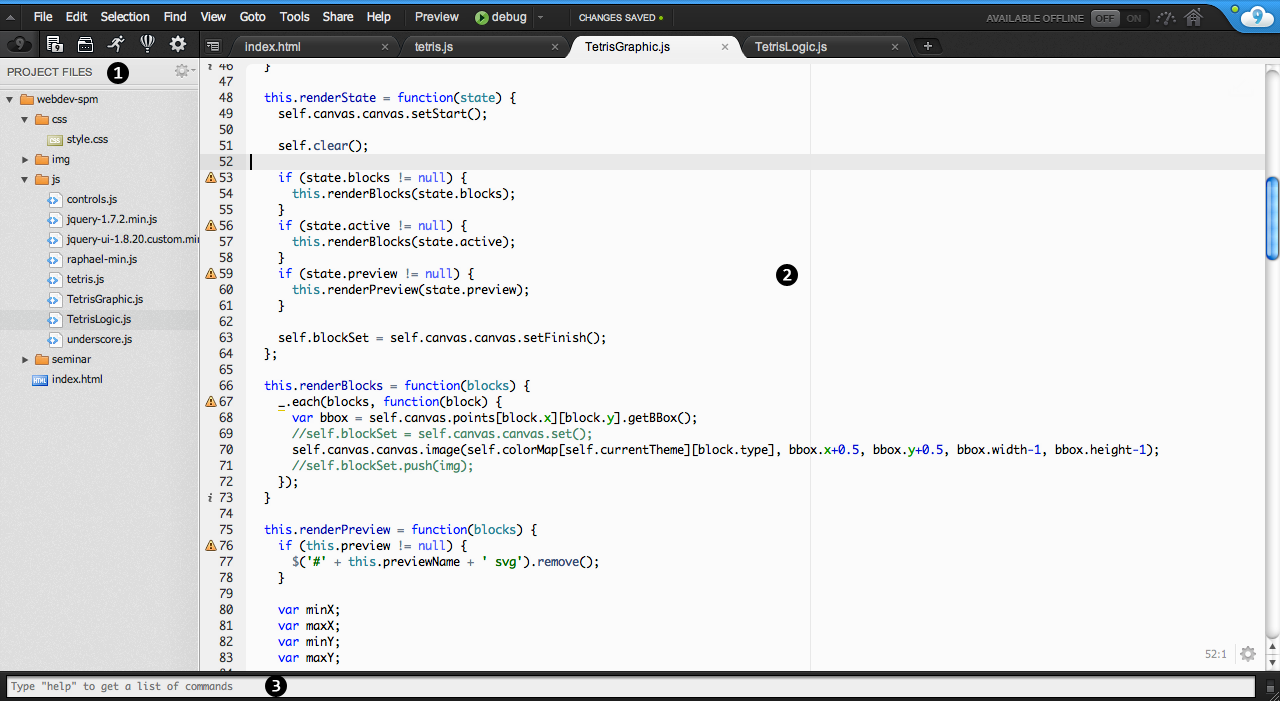 File Edit Selection Find View Goto Tools Share Help Preview debug CHANGES SAVED AVAILABLE OFFLINE OFF ON 9
9 index.html × tetris.js × TetrisGraphic.js × TetrisLogic.js × +
PROJECT FILES 1
webdev-spm
css
style.css
img
js
controls.js
jquery-1.7.2.min.js
jquery-ui-1.8.20.custom.mi
raphael-min.js
tetris.js
TetrisGraphic.js
TetrisLogic.js
underscore.js
seminar
index.html
i 46 }
47
48 this.renderState = function(state) {
49 self.canvas.canvas.setStart();
50
51 self.clear();
52
53 if (state.blocks != null) {
54 this.renderBlocks(state.blocks);
55 }
56 if (state.active != null) {
57 this.renderBlocks(state.active);
58 }
59 if (state.preview != null) {
2
60 this.renderPreview(state.preview);
61 }
62
63 self.blockSet = self.canvas.canvas.setFinish();
64 };
65
66 this.renderBlocks = function(blocks) {
67 _.each(blocks, function(block) {
68 var bbox = self.canvas.points[block.x][block.y].getBBox();
69 //self.blockSet = self.canvas.canvas.set();
70 self.canvas.canvas.image(self.colorMap[self.currentTheme][block.type], bbox.x+0.5, bbox.y+0.5, bbox.width-1, bbox.height-1);
71 //self.blockSet.push(img);
72 });
i 73 }
74
75 this.renderPreview = function(blocks) {
76 if (this.preview != null) {
77 $('#' + this.previewName + ' svg').remove();
78 }
79
80 var minX;
81 var maxX;
82 var minY;
83 var maxY;
52:1
Type "help" to get a list of commands 3